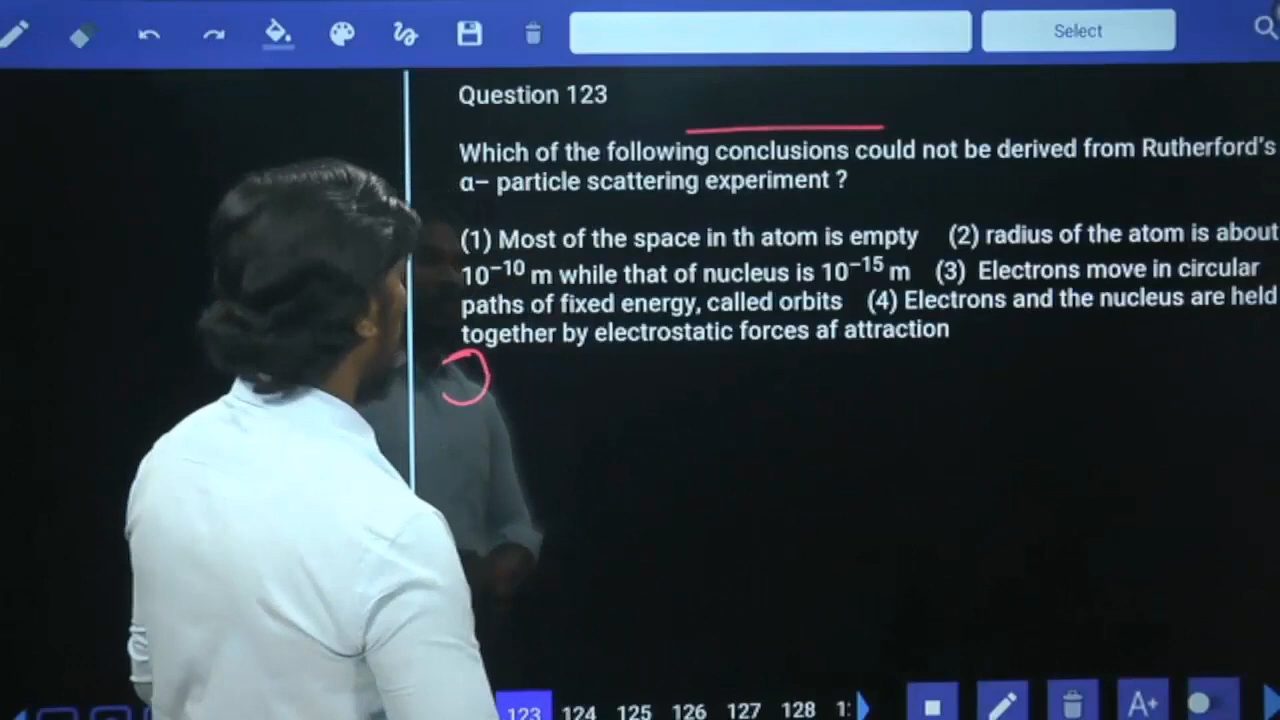 Select
Question 123
Which of the following conclusions could not be derived from Rutherford's
α– particle scattering experiment ?
(1) Most of the space in th atom is empty (2) radius of the atom is about
10⁻¹⁰ m while that of nucleus is 10⁻¹⁵ m (3) Electrons move in circular
paths of fixed energy, called orbits (4) Electrons and the nucleus are held
together by electrostatic forces af attraction
123 124 125 126 127 128
A+